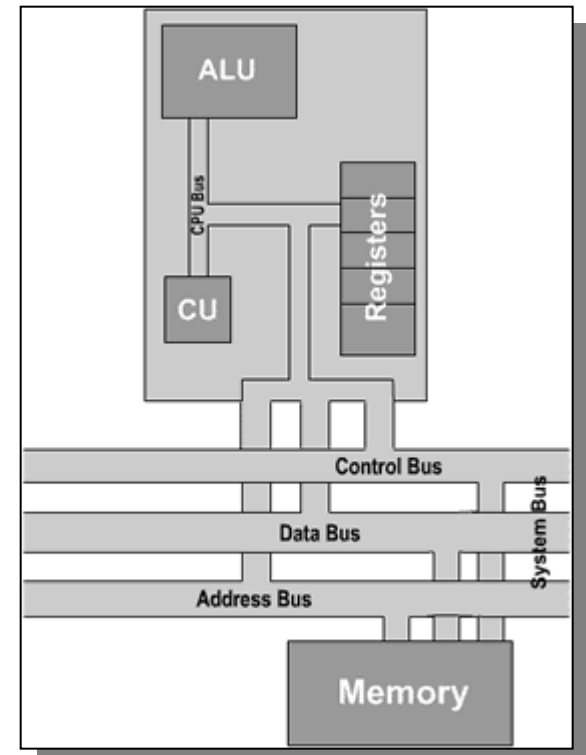 ALU
CPU Bus
Registers
CU
Control Bus
System Bus
Data Bus
Address Bus
Memory